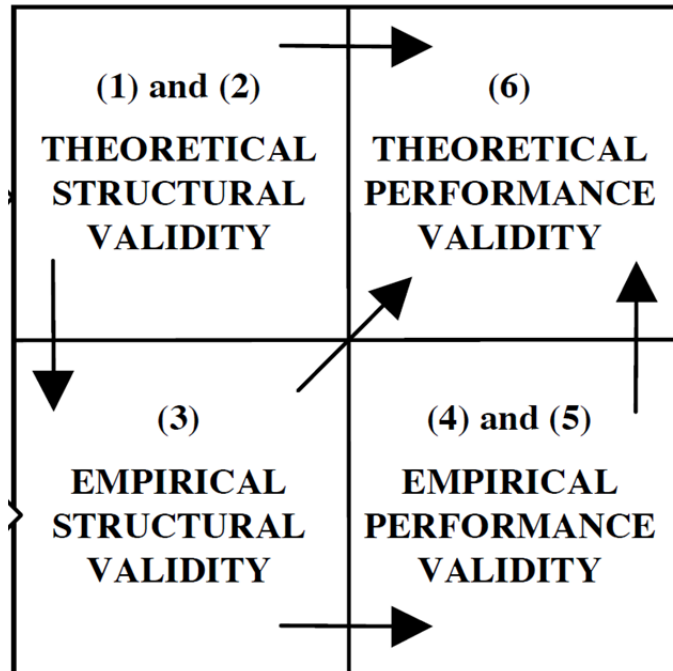 (1) and (2)
THEORETICAL
STRUCTURAL
VALIDITY
(6)
THEORETICAL
PERFORMANCE
VALIDITY
(3)
EMPIRICAL
STRUCTURAL
VALIDITY
(4) and (5)
EMPIRICAL
PERFORMANCE
VALIDITY